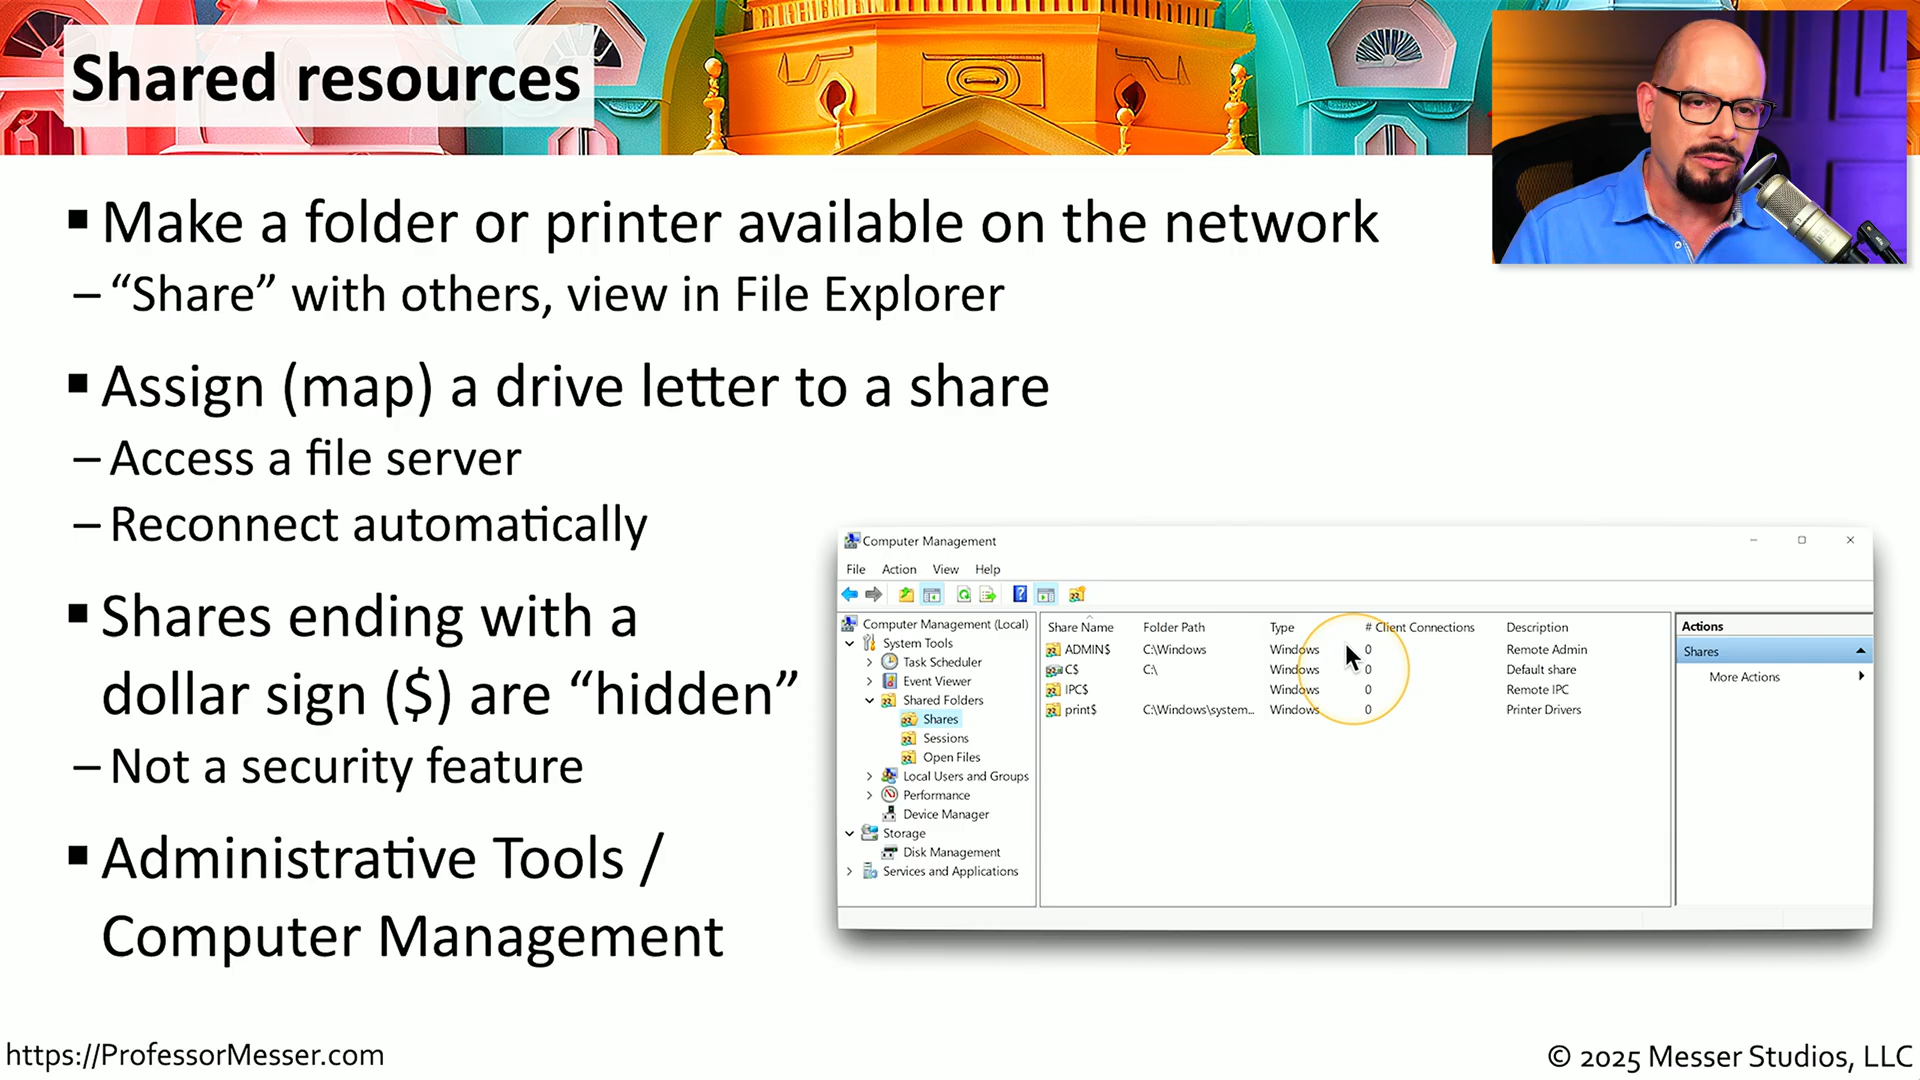 Shared resources
▪ Make a folder or printer available on the network
– “Share” with others, view in File Explorer
▪ Assign (map) a drive letter to a share
– Access a file server
– Reconnect automatically
▪ Shares ending with a
dollar sign ($) are “hidden”
– Not a security feature
▪ Administrative Tools /
Computer Management
Computer Management
File Action View Help
Computer Management (Local)
System Tools
Task Scheduler
Event Viewer
Shared Folders
Shares
Sessions
Open Files
Local Users and Groups
Performance
Device Manager
Storage
Disk Management
Services and Applications
Share Name Folder Path Type # Client Connections Description
ADMIN$ C:\Windows Windows 0 Remote Admin
C$ C:\ Windows 0 Default share
IPC$ Windows 0 Remote IPC
print$ C:\Windows\system... Windows 0 Printer Drivers
Actions
Shares
More Actions
https://ProfessorMesser.com
© 2025 Messer Studios, LLC